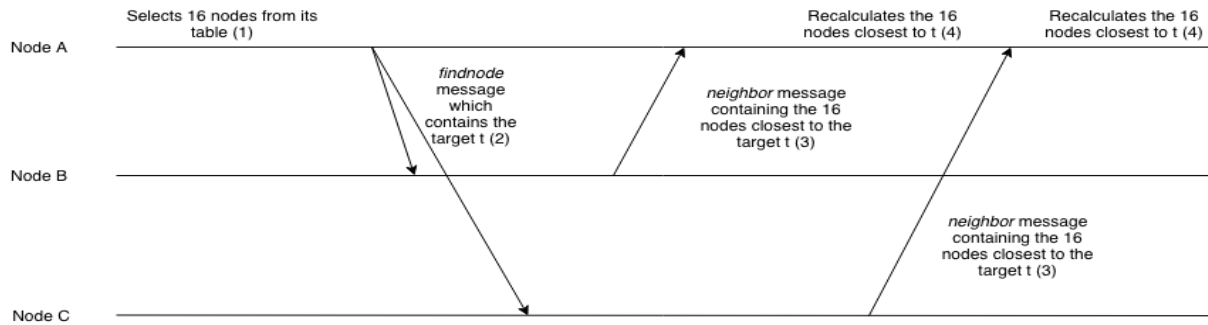 Selects 16 nodes from its
table (1)
Recalculates the 16
nodes closest to t (4)
Recalculates the 16
nodes closest to t (4)
Node A
findnode
message
which
contains the
target t (2)
neighbor message
containing the 16
nodes closest to the
target t (3)
Node B
neighbor message
containing the 16
nodes closest to the
target t (3)
Node C